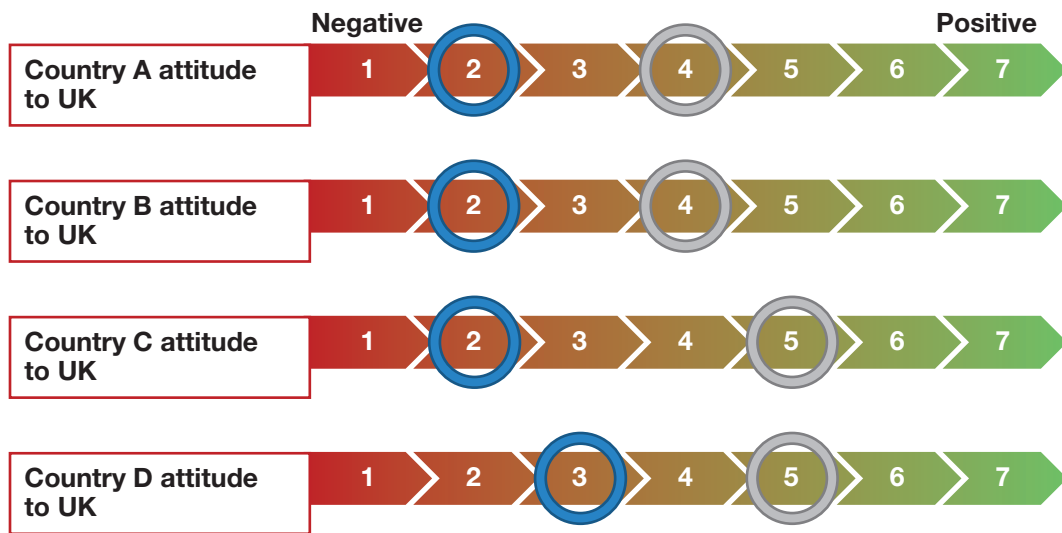 Negative Positive
Country A attitude
to UK
1 2 3 4 5 6 7
Country B attitude
to UK
1 2 3 4 5 6 7
Country C attitude
to UK
1 2 3 4 5 6 7
Country D attitude
to UK
1 2 3 4 5 6 7